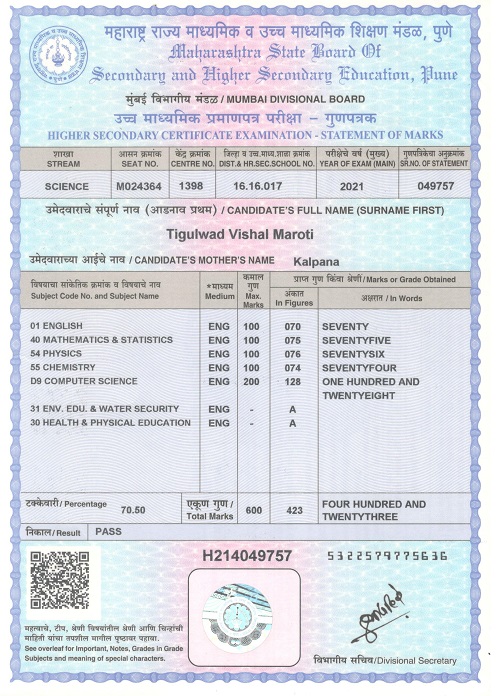 महाराष्ट्र राज्य माध्यमिक व उच्च माध्यमिक शिक्षण मंडळ, पुणे
Maharashtra State Board Of
Secondary and Higher Secondary Education, Pune
मुंबई विभागीय मंडळ / MUMBAI DIVISIONAL BOARD
उच्च माध्यमिक प्रमाणपत्र परीक्षा - गुणपत्रक
HIGHER SECONDARY CERTIFICATE EXAMINATION - STATEMENT OF MARKS
शाखा आसन क्रमांक केंद्र क्रमांक जिल्हा व उच्च.माध्य.शाळा क्रमांक परीक्षेचे वर्ष (मुख्य) गुणपत्रिकेचा अनुक्रमांक
STREAM SEAT NO. CENTRE NO. DIST.& HR.SEC.SCHOOL NO. YEAR OF EXAM (MAIN) SR.NO. OF STATEMENT
SCIENCE M024364 1398 16.16.017 2021 049757
उमेदवाराचे संपूर्ण नाव (आडनाव प्रथम) / CANDIDATE'S FULL NAME (SURNAME FIRST)
Tigulwad Vishal Maroti
उमेदवाराच्या आईचे नाव / CANDIDATE'S MOTHER'S NAME Kalpana
विषयाचा सांकेतिक क्रमांक व विषयाचे नाव
Subject Code No. and Subject Name
*माध्यम
Medium
कमाल
गुण
Max.
Marks
प्राप्त गुण किंवा श्रेणी/Marks or Grade Obtained
अंकात
In Figures
अक्षरात / In Words
01 ENGLISH ENG 100 070 SEVENTY
40 MATHEMATICS & STATISTICS ENG 100 075 SEVENTYFIVE
54 PHYSICS ENG 100 076 SEVENTYSIX
55 CHEMISTRY ENG 100 074 SEVENTYFOUR
D9 COMPUTER SCIENCE ENG 200 128 ONE HUNDRED AND
TWENTYEIGHT
31 ENV. EDU. & WATER SECURITY ENG - A
30 HEALTH & PHYSICAL EDUCATION ENG - A
टक्केवारी/ Percentage 70.50
एकूण गुण /
Total Marks
600 423 FOUR HUNDRED AND
TWENTYTHREE
निकाल/ Result PASS
H214049757 5322579775636
महत्वाचे, टीप, श्रेणी विषयांतील श्रेणी आणि चिन्हांची
माहिती यांचा तपशील मागील पृष्ठावर पहावा.
See overleaf for Important, Notes, Grades in Grade
Subjects and meaning of special characters.
विभागीय सचिव/Divisional Secretary